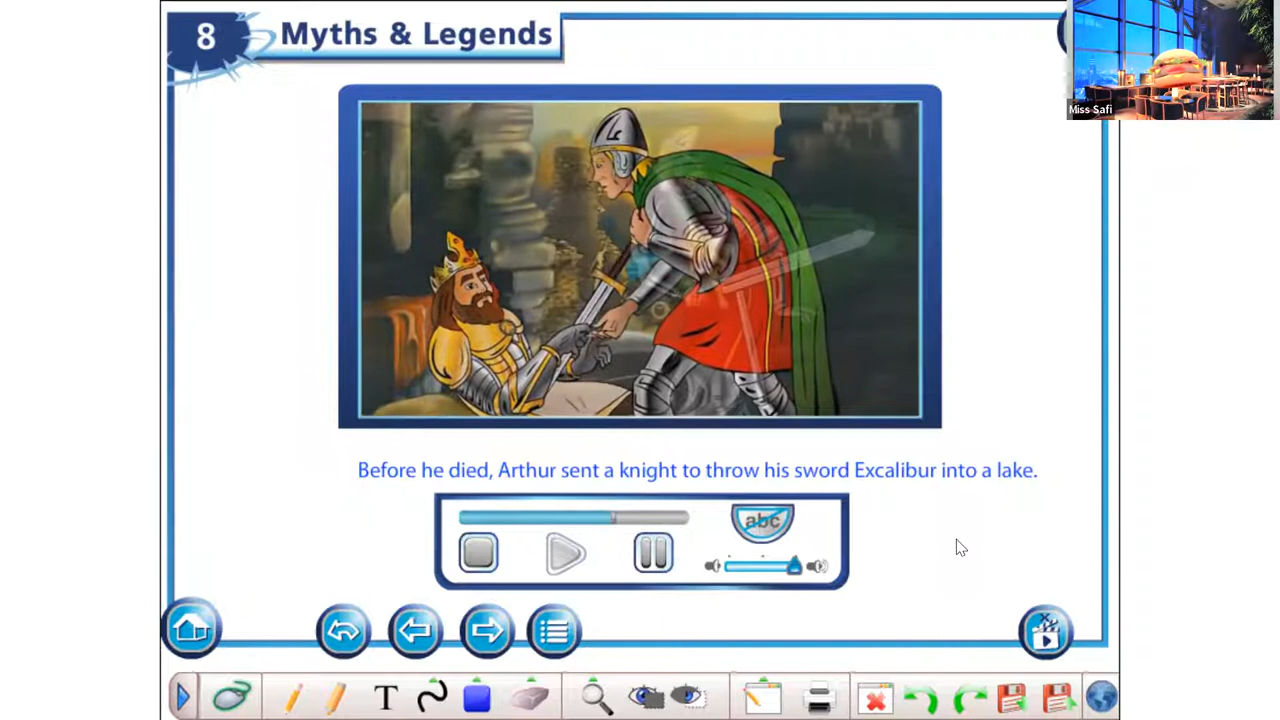 8
Myths & Legends
Miss Safi
Before he died, Arthur sent a knight to throw his sword Excalibur into a lake.
abc
T